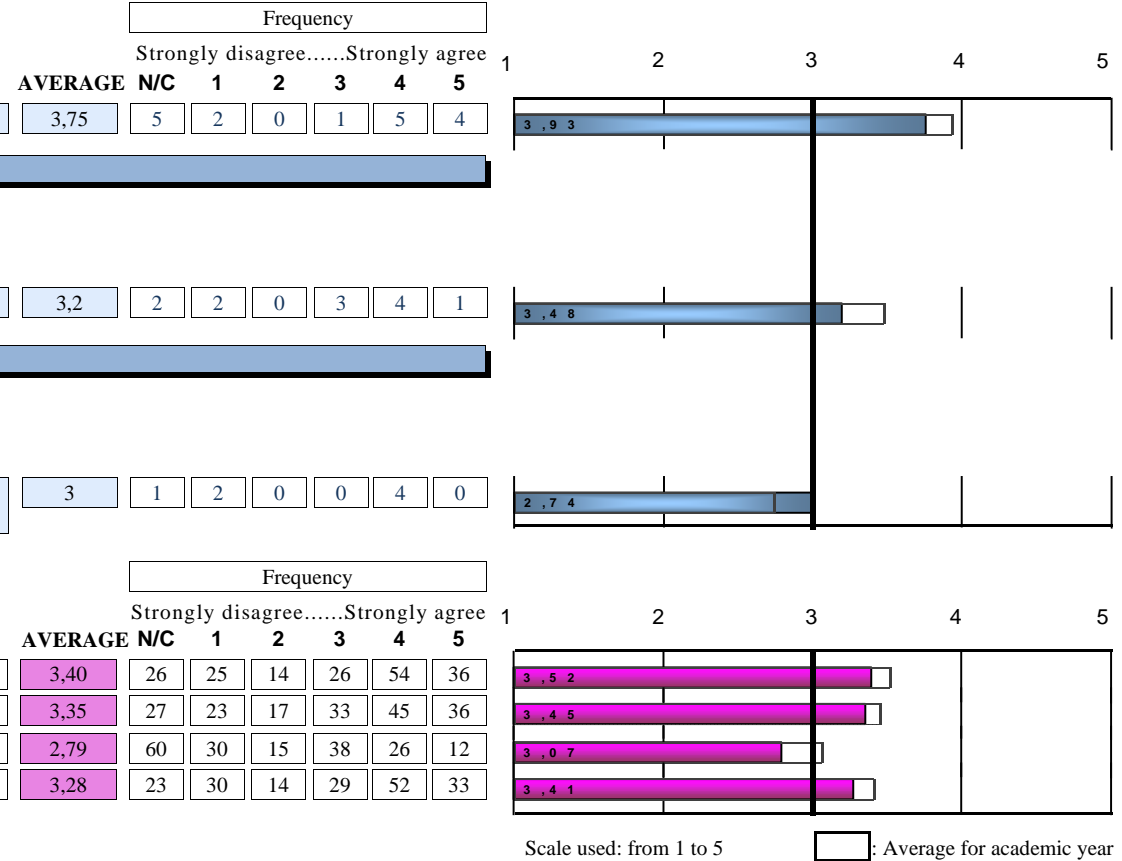 Frequency
Strongly disagree......Strongly agree
1 2 3 4 5
AVERAGE N/C 1 2 3 4 5
3,75 5 2 0 1 5 4
3,93
3,2 2 2 0 3 4 1
3,48
3 1 2 0 0 4 0
2,74
Frequency
Strongly disagree......Strongly agree
1 2 3 4 5
AVERAGE N/C 1 2 3 4 5
3,40 26 25 14 26 54 36
3,52
3,35 27 23 17 33 45 36
3,45
2,79 60 30 15 38 26 12
3,07
3,28 23 30 14 29 52 33
3,41
Scale used: from 1 to 5
: Average for academic year